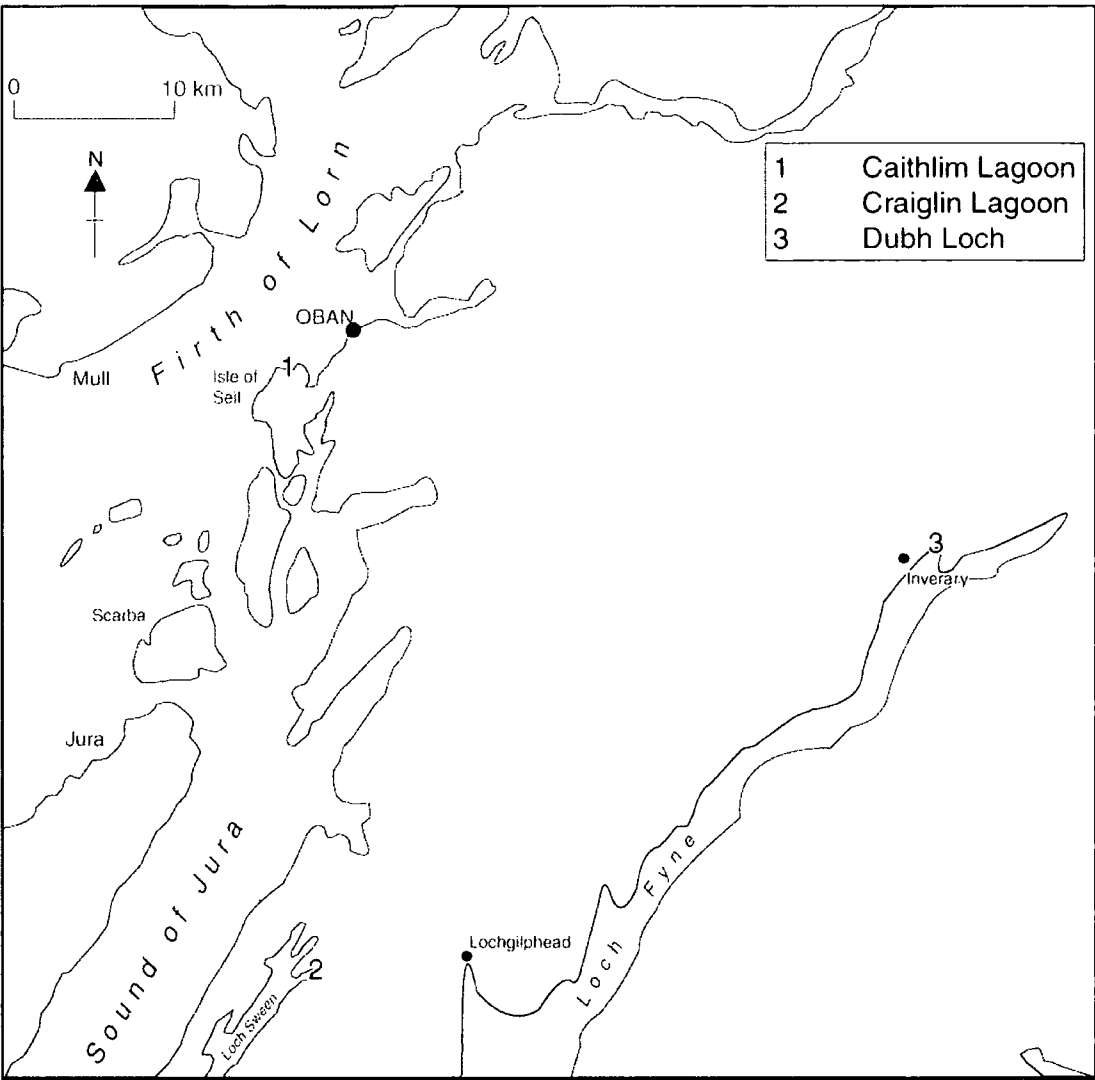 0 10 km
N
1 Caithlim Lagoon
2 Craiglin Lagoon
3 Dubh Loch
Firth of Lorn
OBAN
1
Isle of
Seil
Mull
3
Inverary
Scarba
Jura
Sound of Jura
Loch Fyne
Lochgilphead
2
Loch Sween